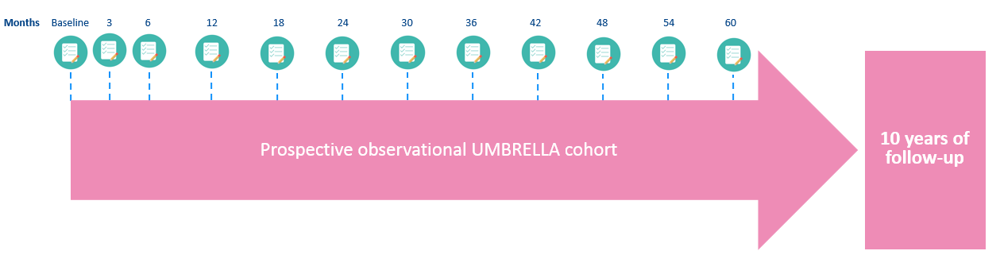 Months Baseline 3 6 12 18 24 30 36 42 48 54 60
Prospective observational UMBRELLA cohort
10 years of
follow-up